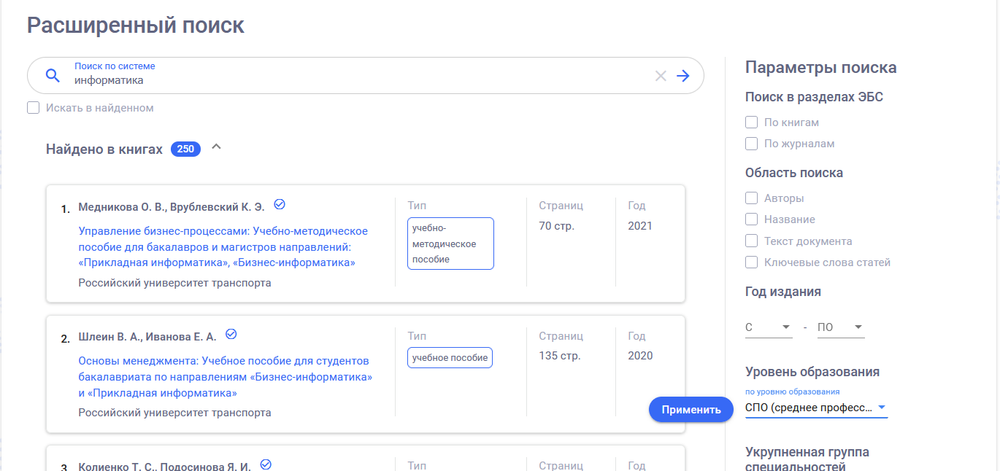 Расширенный поиск
Поиск по системе
информатика
Искать в найденном
Найдено в книгах 250
1. Медникова О. В., Врублевский К. Э.
Управление бизнес-процессами: Учебно-методическое
пособие для бакалавров и магистров направлений:
«Прикладная информатика», «Бизнес-информатика»
Российский университет транспорта
Тип
учебно-
методическое
пособие
Страниц
70 стр.
Год
2021
2. Шлеин В. А., Иванова Е. А.
Основы менеджмента: Учебное пособие для студентов
бакалавриата по направлениям «Бизнес-информатика»
и «Прикладная информатика»
Российский университет транспорта
Тип
учебное пособие
Страниц
135 стр.
Год
2020
Применить
3 Колиенко Т. С., Подосинова Я. И.
Тип
Страниц
Год
Параметры поиска
Поиск в разделах ЭБС
По книгам
По журналам
Область поиска
Авторы
Название
Текст документа
Ключевые слова статей
Год издания
С - ПО
Уровень образования
по уровню образования
СПО (среднее професс...
Укрупненная группа
специальностей